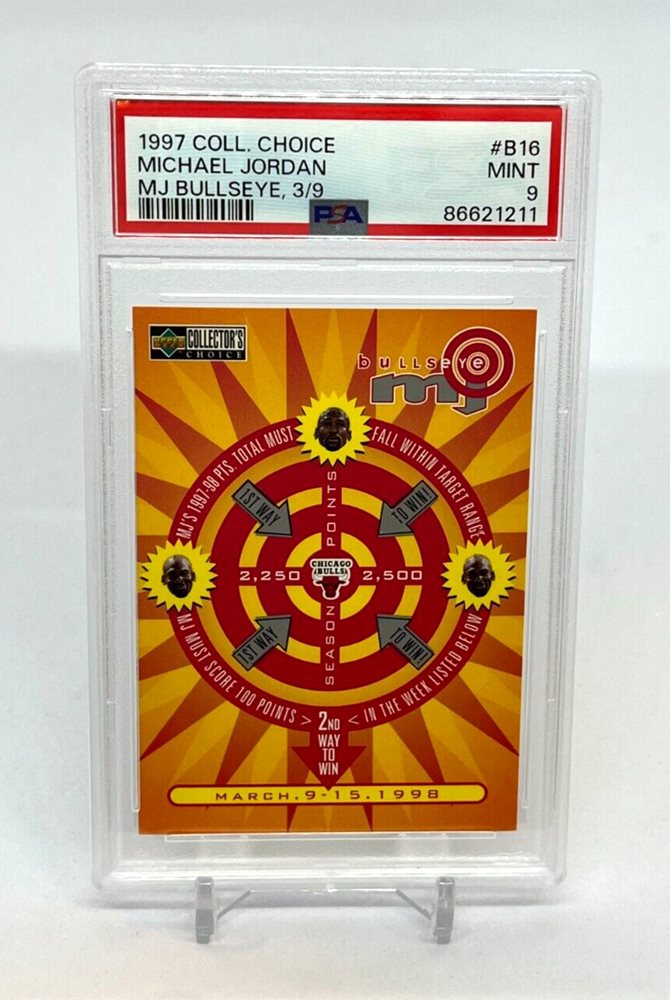 1997 COLL. CHOICE #B16
MICHAEL JORDAN MINT
MJ BULLSEYE, 3/9 9
PSA 86621211
UPPER DECK COLLECTOR'S
CHOICE
bullseye
mj
MJ'S 1997-98 PTS. TOTAL MUST FALL WITHIN TARGET RANGE
1ST WAY TO WIN!
SEASON POINTS
CHICAGO
BULLS
2,250 2,500
1ST WAY TO WIN!
MJ MUST SCORE 100 POINTS > < IN THE WEEK LISTED BELOW
2ND
WAY
TO
WIN
MARCH.9-15.1998